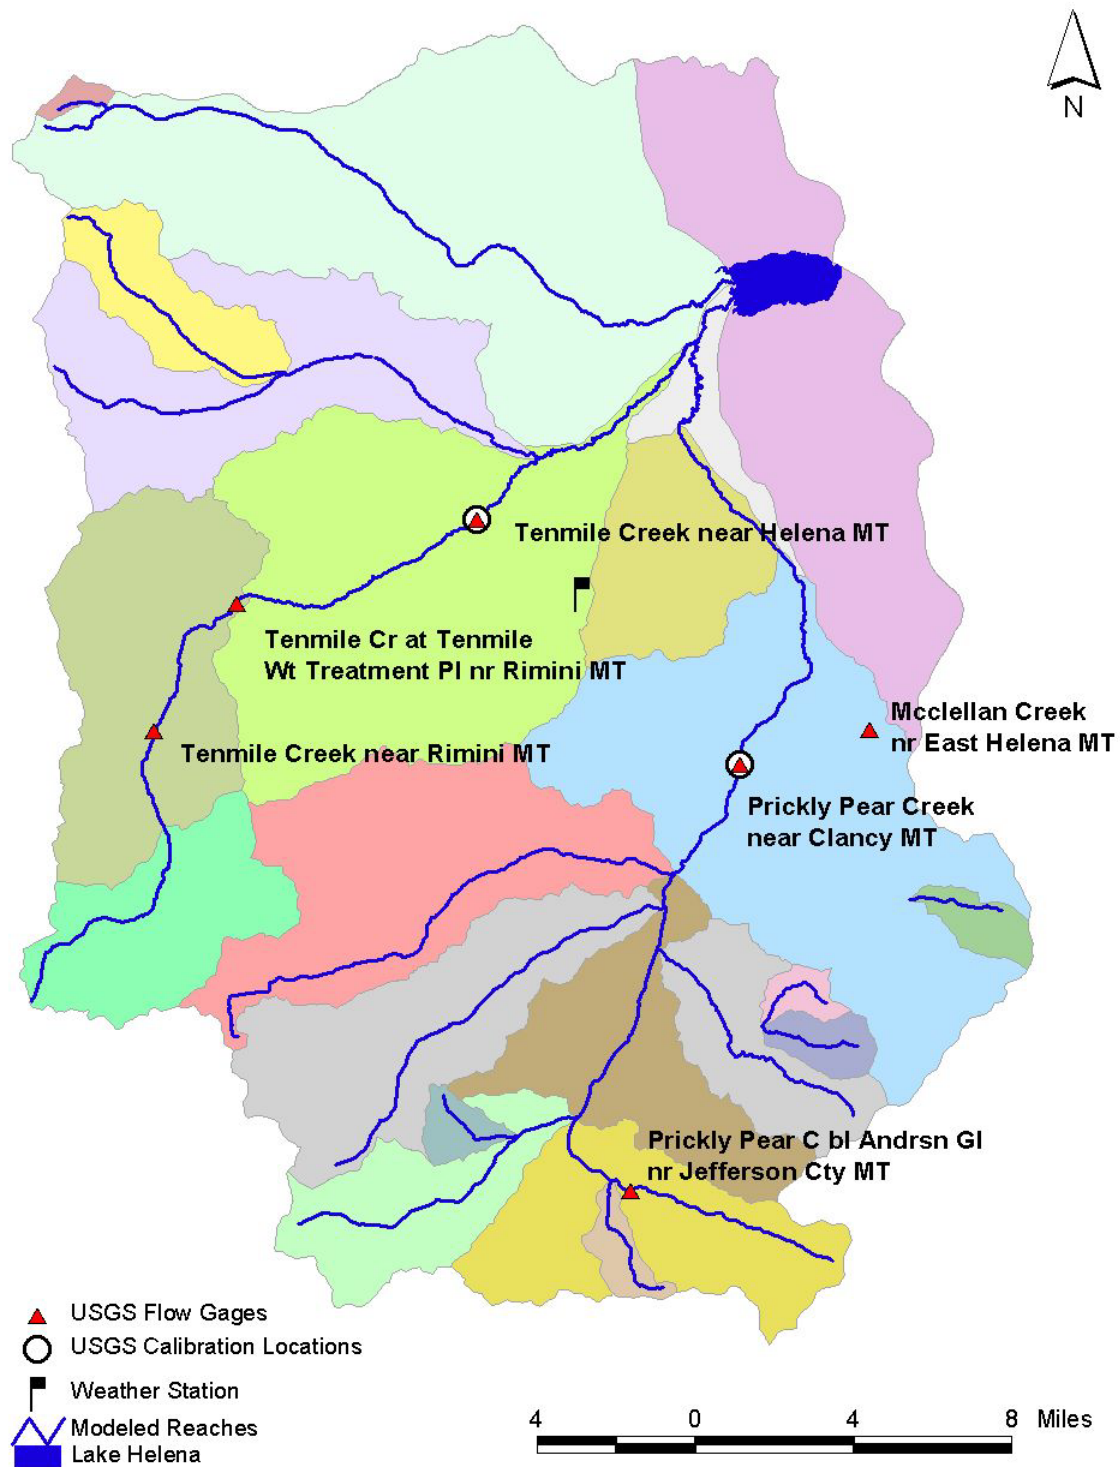 N
Tenmile Creek near Helena MT
Tenmile Cr at Tenmile
Wt Treatment Pl nr Rimini MT
Tenmile Creek near Rimini MT
Mcclellan Creek
nr East Helena MT
Prickly Pear Creek
near Clancy MT
Prickly Pear C bl Andrsn Gl
nr Jefferson Cty MT
USGS Flow Gages
USGS Calibration Locations
Weather Station
Modeled Reaches
Lake Helena
4 0 4 8 Miles